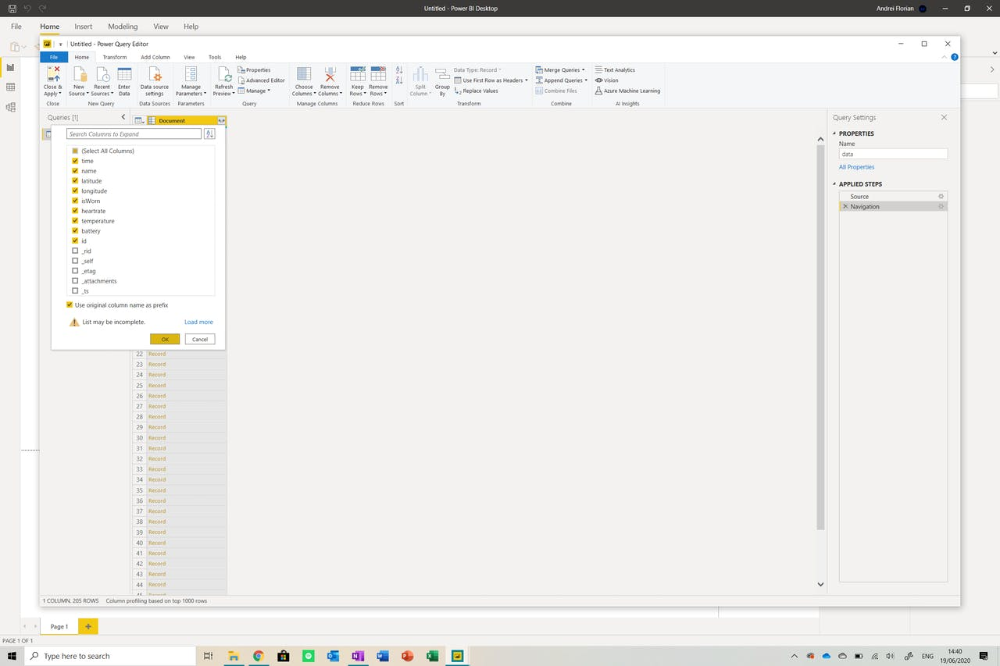 Untitled - Power BI Desktop
Andrei Florian
File Home Insert Modeling View Help
Untitled - Power Query Editor
File Home Transform Add Column View Tools Help
Close & Apply
New Source
Recent Sources
Enter Data
Data source settings
Manage Parameters
Refresh Preview
Properties
Advanced Editor
Manage
Choose Columns
Remove Columns
Keep Rows
Remove Rows
Split Column
Group By
Data Type: Record
Use First Row as Headers
Replace Values
Merge Queries
Append Queries
Combine Files
Text Analytics
Vision
Azure Machine Learning
Close
New Query
Data Sources
Parameters
Query
Manage Columns
Reduce Rows
Sort
Transform
Combine
AI Insights
Queries [1]
Document
Search Columns to Expand
(Select All Columns)
time
name
latitude
longitude
isWorn
heartrate
temperature
battery
id
_rid
_self
_etag
_attachments
_ts
Use original column name as prefix
List may be incomplete.
Load more
OK
Cancel
22 Record
23 Record
24 Record
25 Record
26 Record
27 Record
28 Record
29 Record
30 Record
31 Record
32 Record
33 Record
34 Record
35 Record
36 Record
37 Record
38 Record
39 Record
40 Record
41 Record
42 Record
43 Record
44 Record
Query Settings
PROPERTIES
Name
data
All Properties
APPLIED STEPS
Source
Navigation
1 COLUMN, 205 ROWS
Column profiling based on top 1000 rows
Page 1
PAGE 1 OF 1
Type here to search
ENG
14:40
19/06/2020